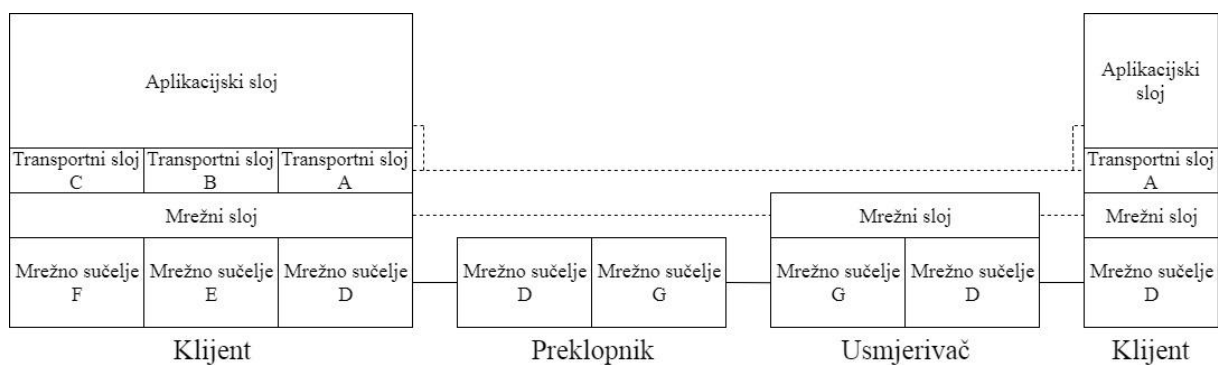 Aplikacijski sloj
Transportni sloj
C
Transportni sloj
B
Transportni sloj
A
Mrežni sloj
Mrežno sučelje
F
Mrežno sučelje
E
Mrežno sučelje
D
Klijent
Mrežno sučelje
D
Mrežno sučelje
G
Preklopnik
Mrežni sloj
Mrežno sučelje
G
Mrežno sučelje
D
Usmjerivač
Aplikacijski
sloj
Transportni sloj
A
Mrežni sloj
Mrežno sučelje
D
Klijent